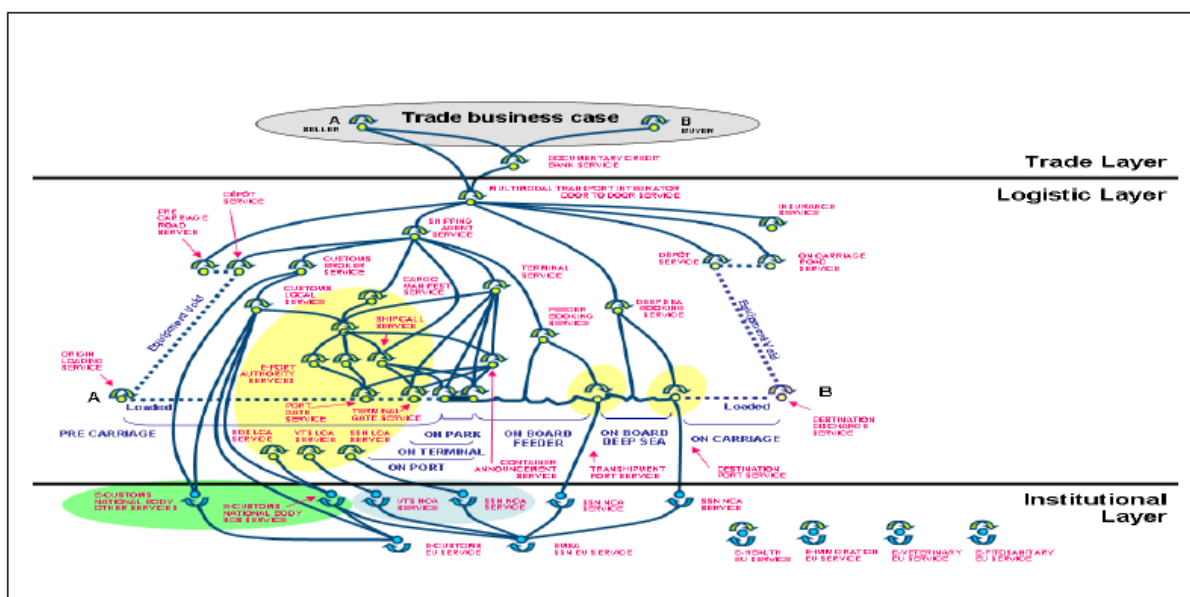 Trade business case
A
SELLER
B
BUYER
DOCUMENTARY CREDIT
BANK SERVICE
Trade Layer
MULTIMODAL TRANSPORT INTEGRATOR
DOOR TO DOOR SERVICE
Logistic Layer
DÉPÔT
SERVICE
PRE
CARRIAGE
ROAD
SERVICE
SHIPPING
AGENT
SERVICE
INSURANCE
SERVICE
CUSTOMS
BROKER
SERVICE
TERMINAL
SERVICE
DÉPÔT
SERVICE
ON CARRIAGE
ROAD
SERVICE
CARGO
MANIFEST
SERVICE
CUSTOMS
LOCAL
SERVICE
Equipment Void
SHIPCALL
SERVICE
FEEDER
BOOKING
SERVICE
DEEP SEA
BOOKING
SERVICE
Equipment Void
ORIGIN
LOADING
SERVICE
E-PORT
AUTHORITY
SERVICES
A
B
Loaded
PORT
GATE
SERVICE
TERMINAL
GATE SERVICE
Loaded
DESTINATION
DISCHARGE
SERVICE
PRE CARRIAGE
ON PARK
ON BOARD
FEEDER
ON BOARD
DEEP SEA
ON CARRIAGE
LCA
SERVICE
VTS LCA
SERVICE
SSN LCA
SERVICE
ON TERMINAL
ON PORT
CONTAINER
ANNOUNCEMENT
SERVICE
TRANSHIPMENT
PORT SERVICE
DESTINATION
PORT SERVICE
E-CUSTOMS
NATIONAL BODY
OTHER SERVICES
E-CUSTOMS
NATIONAL BODY
SERVICE
VTS NCA
SERVICE
SSN NCA
SERVICE
SSN NCA
SERVICE
SSN NCA
SERVICE
Institutional
Layer
E-CUSTOMS
EU SERVICE
EMSA
SSN EU SERVICE
E-HEALTH
EU SERVICE
E-IMMIGRATION
EU SERVICE
E-VETERINARY
EU SERVICE
E-FITOSANITARY
EU SERVICE